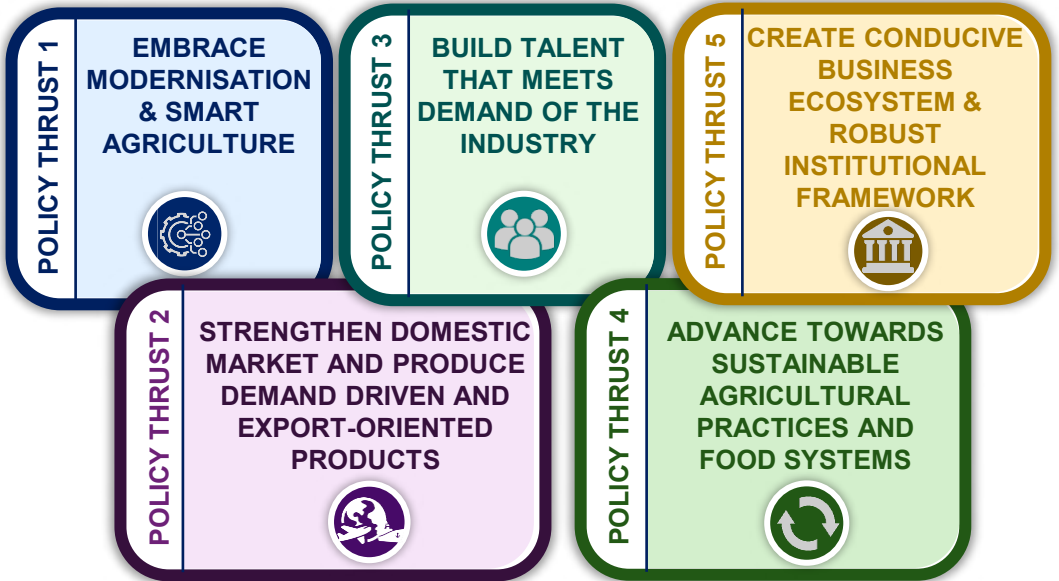 POLICY THRUST 1
EMBRACE
MODERNISATION
& SMART
AGRICULTURE
POLICY THRUST 2
STRENGTHEN DOMESTIC
MARKET AND PRODUCE
DEMAND DRIVEN AND
EXPORT-ORIENTED
PRODUCTS
POLICY THRUST 3
BUILD TALENT
THAT MEETS
DEMAND OF THE
INDUSTRY
POLICY THRUST 4
ADVANCE TOWARDS
SUSTAINABLE
AGRICULTURAL
PRACTICES AND
FOOD SYSTEMS
POLICY THRUST 5
CREATE CONDUCIVE
BUSINESS
ECOSYSTEM &
ROBUST
INSTITUTIONAL
FRAMEWORK